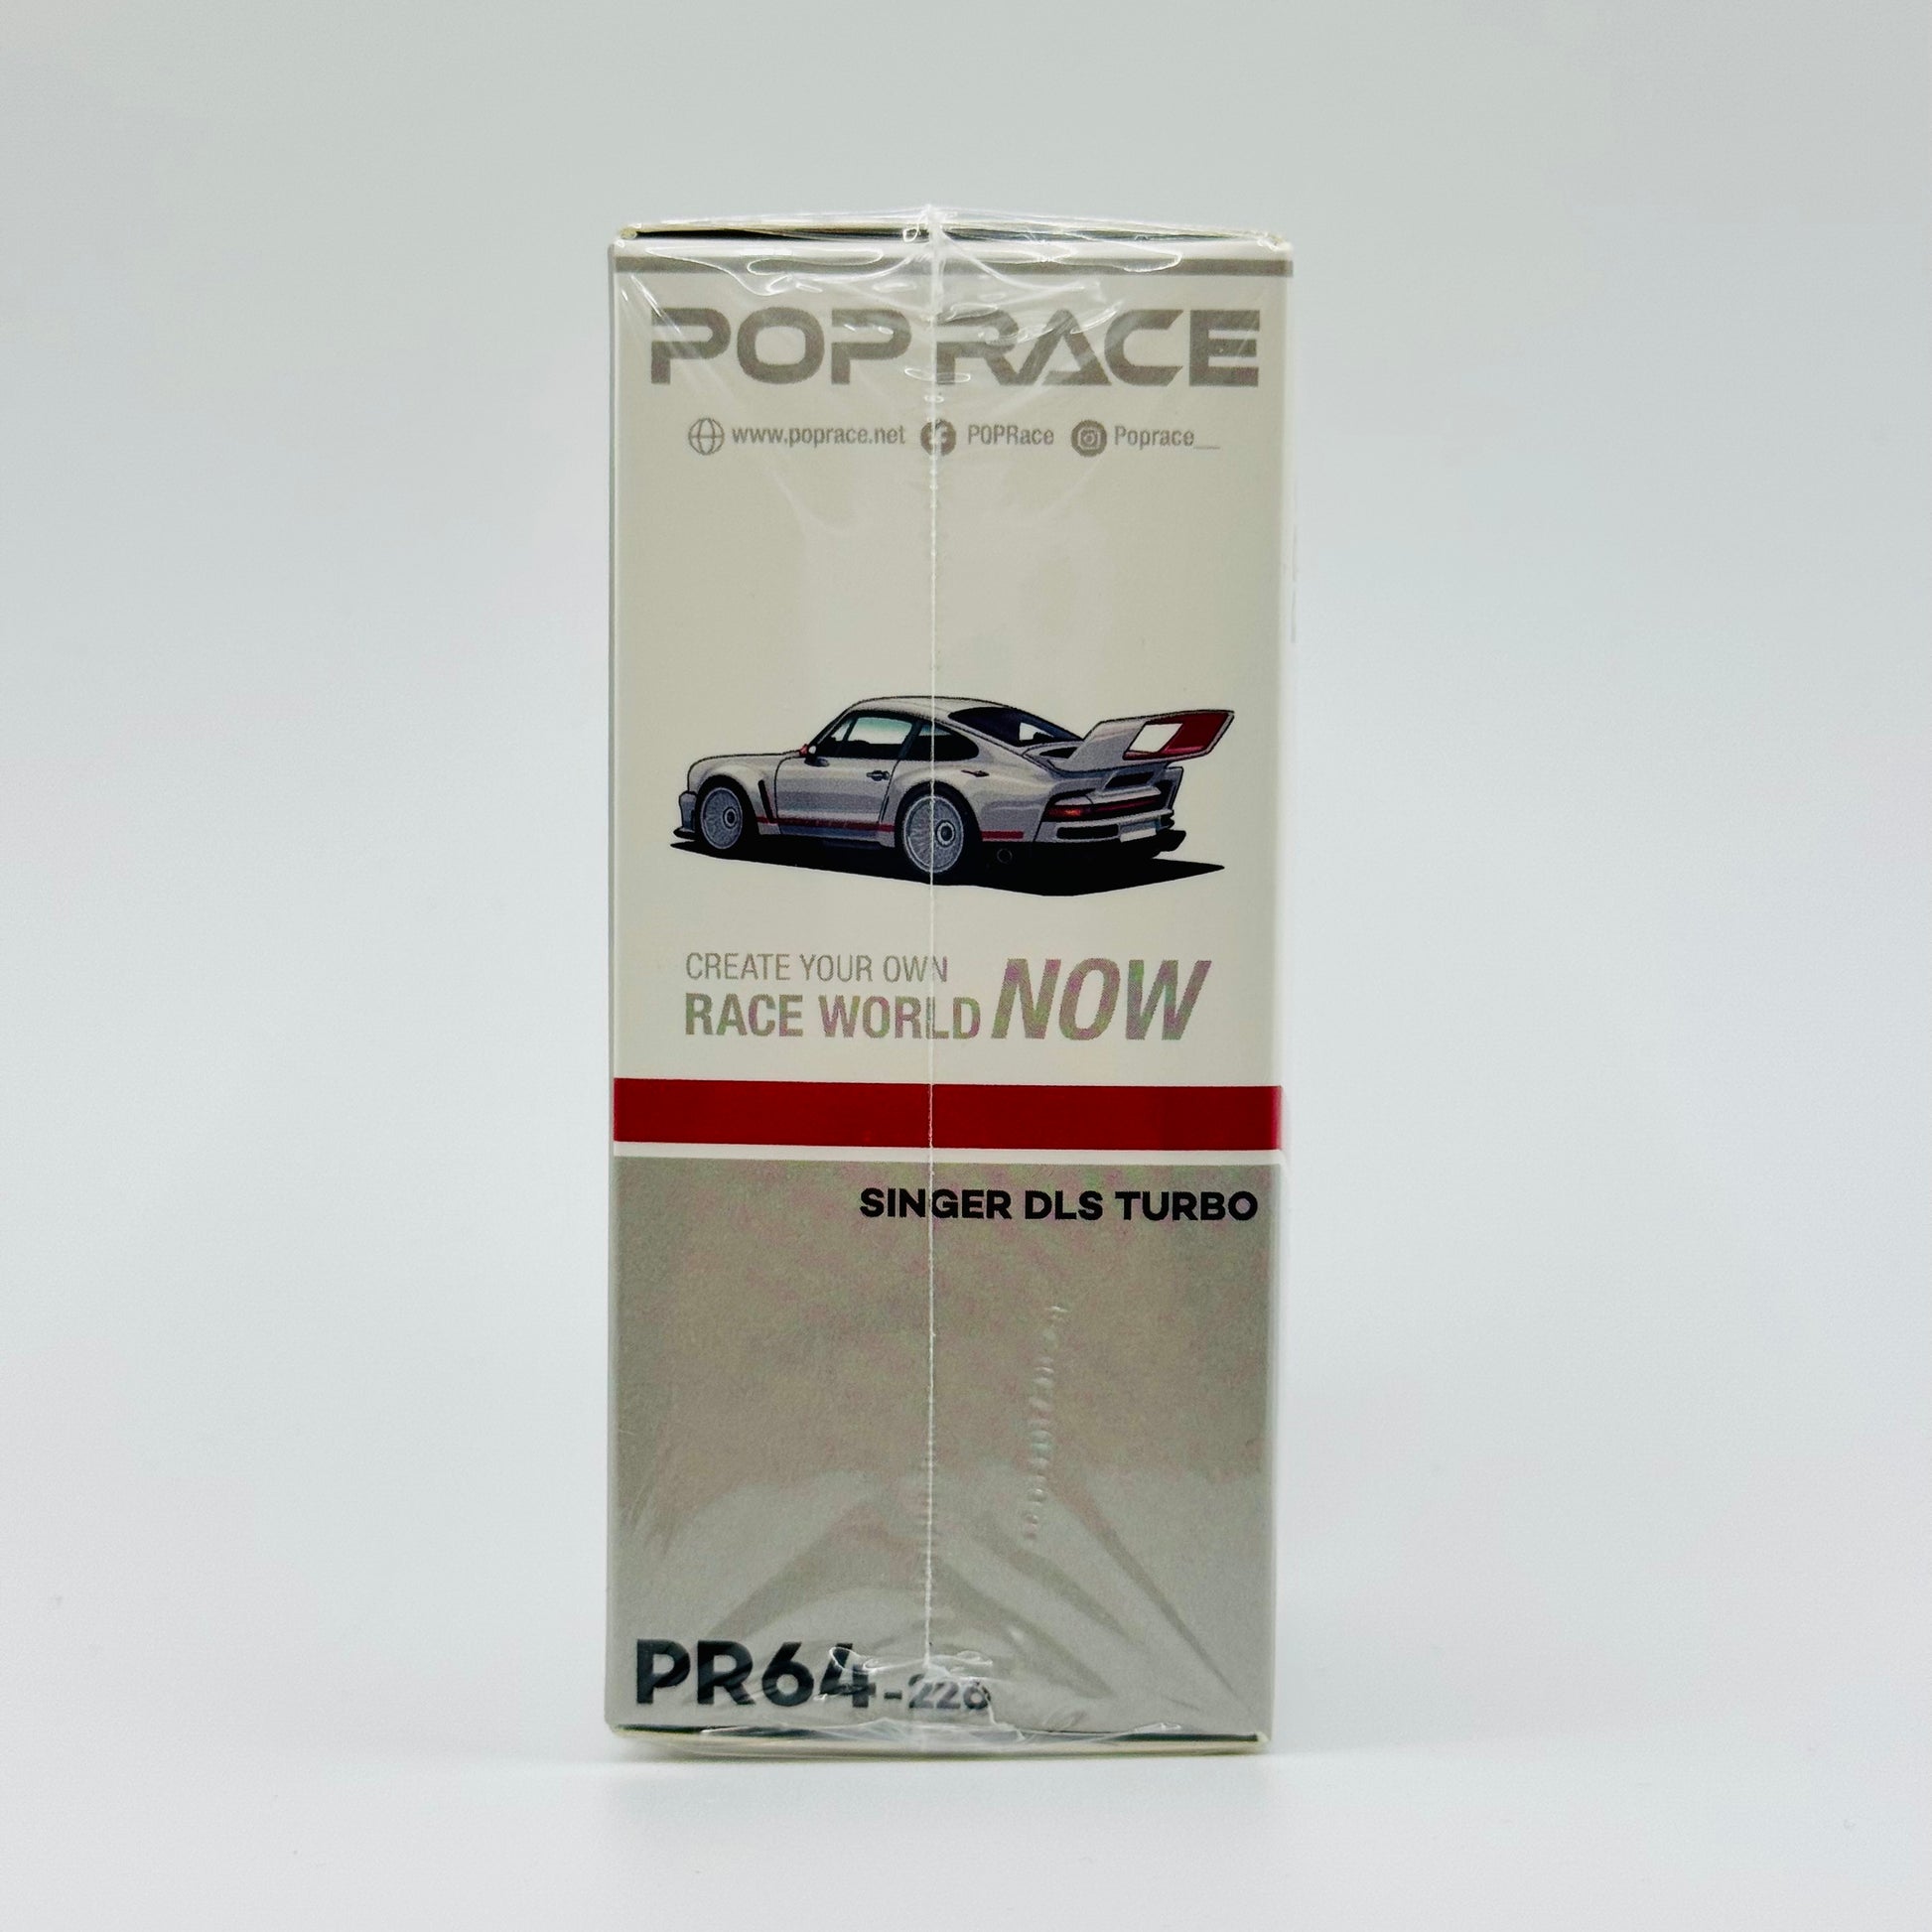 POP RACE
www.poprace.net POPRace Poprace__
CREATE YOUR OWN
RACE WORLD NOW
SINGER DLS TURBO
PR64-226